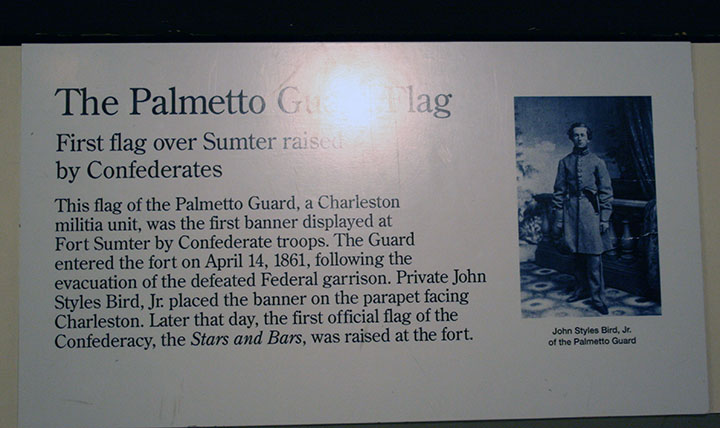 The Palmetto Guard Flag
First flag over Sumter raised
by Confederates
This flag of the Palmetto Guard, a Charleston
militia unit, was the first banner displayed at
Fort Sumter by Confederate troops. The Guard
entered the fort on April 14, 1861, following the
evacuation of the defeated Federal garrison. Private John
Styles Bird, Jr. placed the banner on the parapet facing
Charleston. Later that day, the first official flag of the
Confederacy, the Stars and Bars, was raised at the fort.
John Styles Bird, Jr.
of the Palmetto Guard